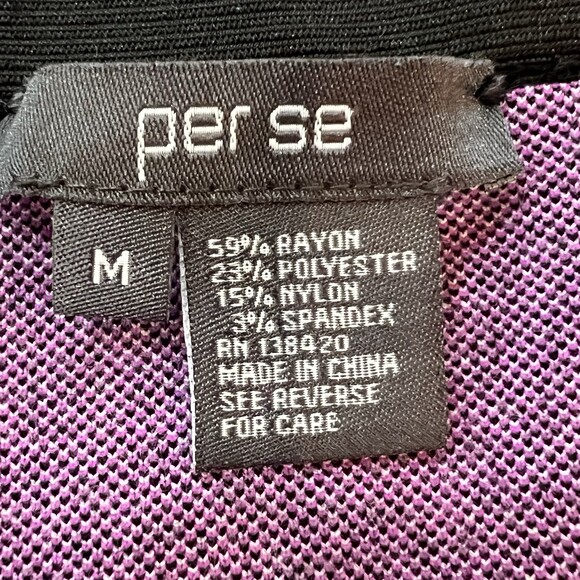 per se
M
59% RAYON
23% POLYESTER
15% NYLON
3% SPANDEX
RN 138420
MADE IN CHINA
SEE REVERSE
FOR CARE